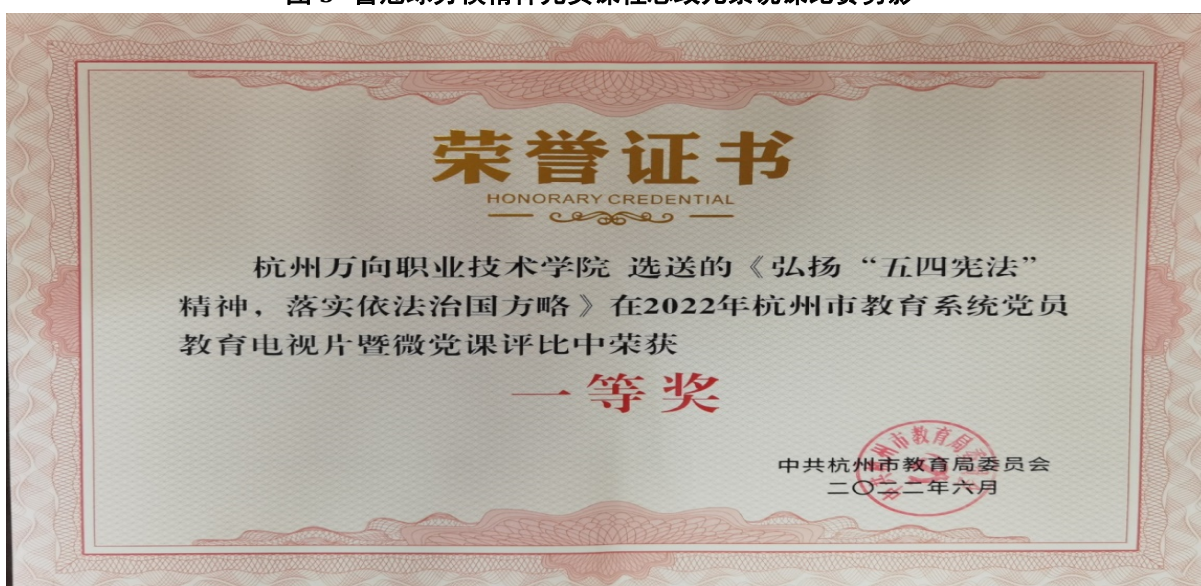 荣誉证书
HONORARY CREDENTIAL
杭州万向职业技术学院 选送的《弘扬“五四宪法”
精神，落实依法治国方略》在2022年杭州市教育系统党员
教育电视片暨微党课评比中荣获
一等奖
中共杭州市教育局委员会
二〇二二年六月